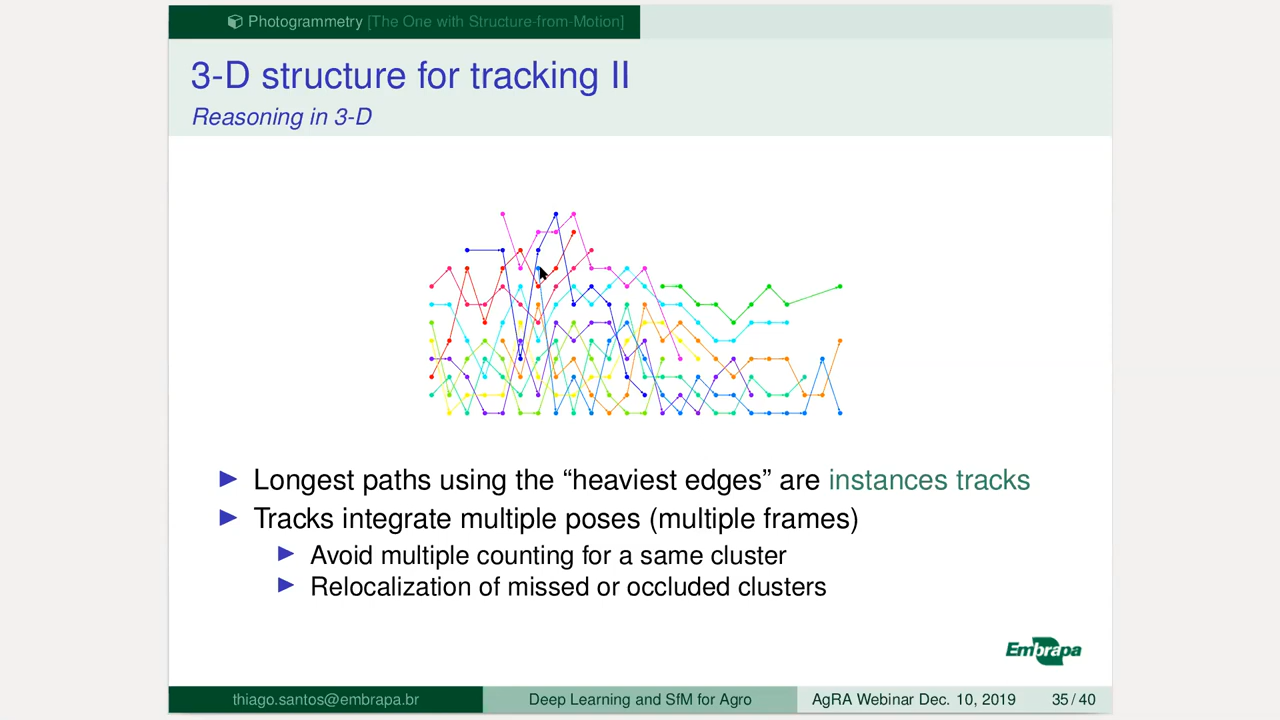 Photogrammetry [The One with Structure-from-Motion]
3-D structure for tracking II
Reasoning in 3-D
Longest paths using the “heaviest edges” are instances tracks
Tracks integrate multiple poses (multiple frames)
Avoid multiple counting for a same cluster
Relocalization of missed or occluded clusters
Embrapa
thiago.santos@embrapa.br
Deep Learning and SfM for Agro
AgRA Webinar Dec. 10, 2019
35 / 40